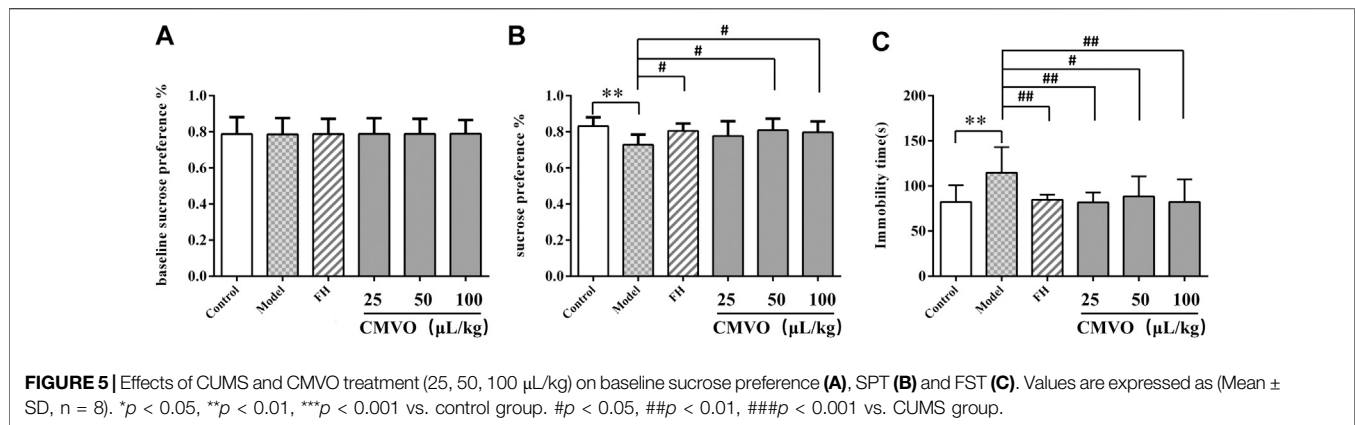 A
B
C
baseline sucrose preference %
1.0
0.8
0.6
0.4
0.2
0.0
Control
Model
FH
25
50
100
CMVO (μL/kg)
sucrose preference %
1.0
0.8
0.6
0.4
0.2
0.0
**
#
#
#
Control
Model
FH
25
50
100
CMVO (μL/kg)
Immobility time(s)
200
150
100
50
0
**
##
##
#
##
Control
Model
FH
25
50
100
CMVO (μL/kg)
FIGURE 5 | Effects of CUMS and CMVO treatment (25, 50, 100 μL/kg) on baseline sucrose preference (A), SPT (B) and FST (C). Values are expressed as (Mean ±
SD, n = 8). *p < 0.05, **p < 0.01, ***p < 0.001 vs. control group. #p < 0.05, ##p < 0.01, ###p < 0.001 vs. CUMS group.